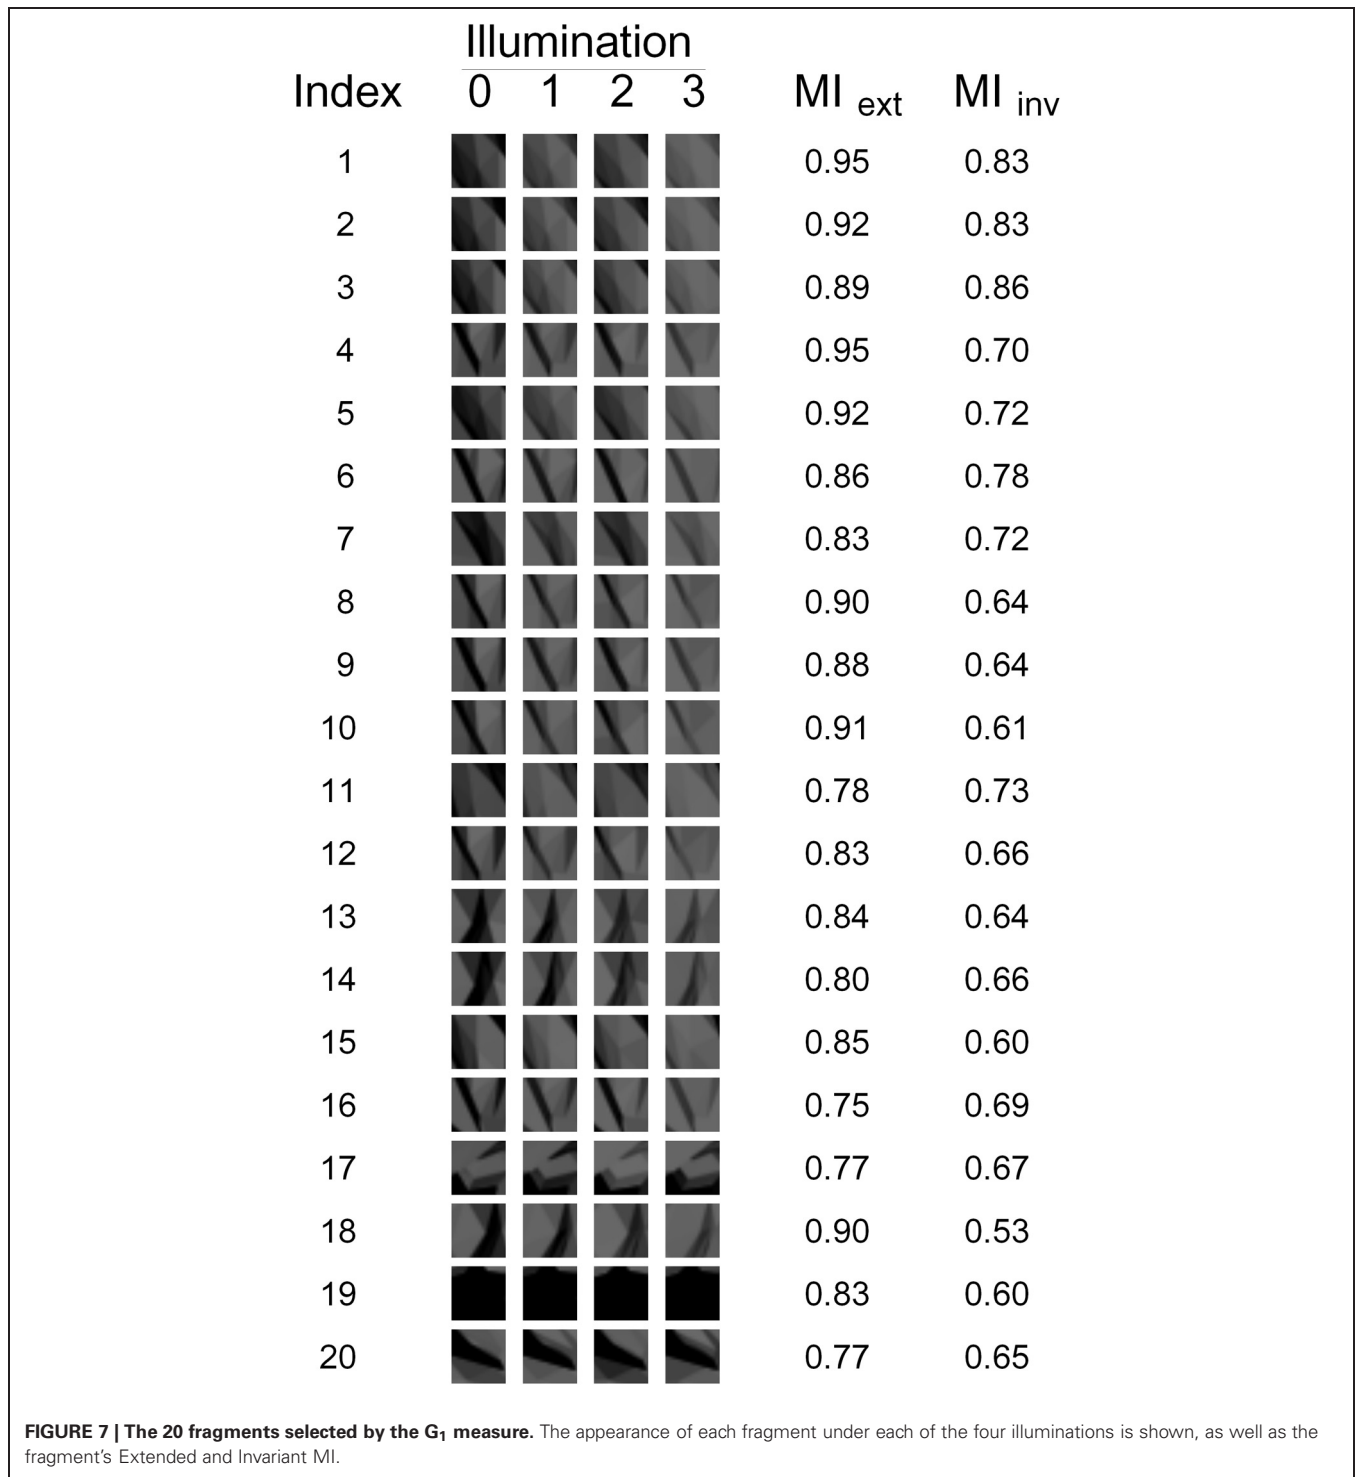 Illumination
Index 0 1 2 3 MI ext MI inv
1 0.95 0.83
2 0.92 0.83
3 0.89 0.86
4 0.95 0.70
5 0.92 0.72
6 0.86 0.78
7 0.83 0.72
8 0.90 0.64
9 0.88 0.64
10 0.91 0.61
11 0.78 0.73
12 0.83 0.66
13 0.84 0.64
14 0.80 0.66
15 0.85 0.60
16 0.75 0.69
17 0.77 0.67
18 0.90 0.53
19 0.83 0.60
20 0.77 0.65
FIGURE 7 | The 20 fragments selected by the G1 measure. The appearance of each fragment under each of the four illuminations is shown, as well as the
fragment's Extended and Invariant MI.